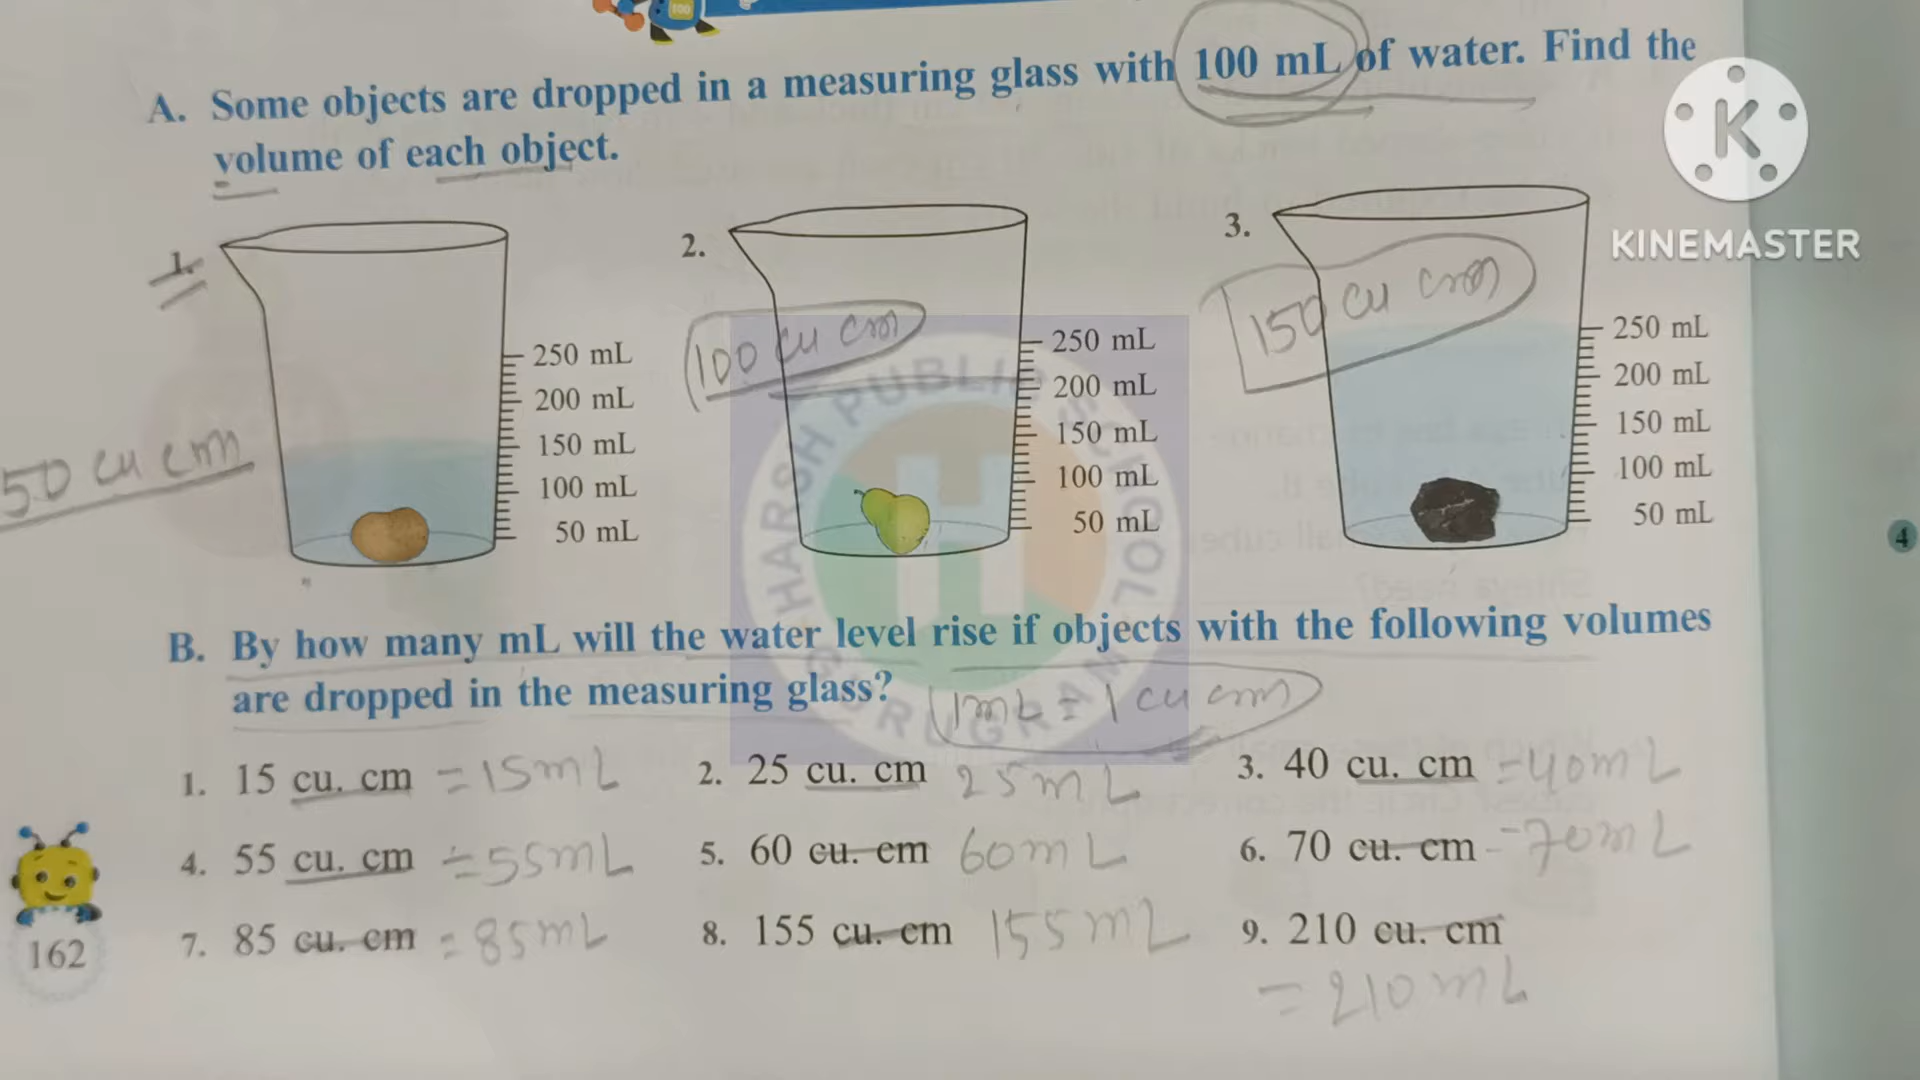 100
A. Some objects are dropped in a measuring glass with 100 mL of water. Find the
volume of each object.
K
KINEMASTER
1.
2.
3.
250 mL
200 mL
150 mL
100 mL
50 mL
50 cu cm
100 cu cm
250 mL
200 mL
150 mL
100 mL
50 mL
150 cu cm
250 mL
200 mL
150 mL
100 mL
50 mL
HARSH PUBLIC SCHOOL
GURUGRAM
4
B. By how many mL will the water level rise if objects with the following volumes
are dropped in the measuring glass? 1mL = 1 cu cm
1. 15 cu. cm = 15mL 2. 25 cu. cm 25mL 3. 40 cu. cm = 40mL
4. 55 cu. cm = 55mL 5. 60 cu. cm 60mL 6. 70 cu. cm - 70mL
7. 85 cu. cm = 85mL 8. 155 cu. cm 155mL 9. 210 cu. cm
= 210mL
162